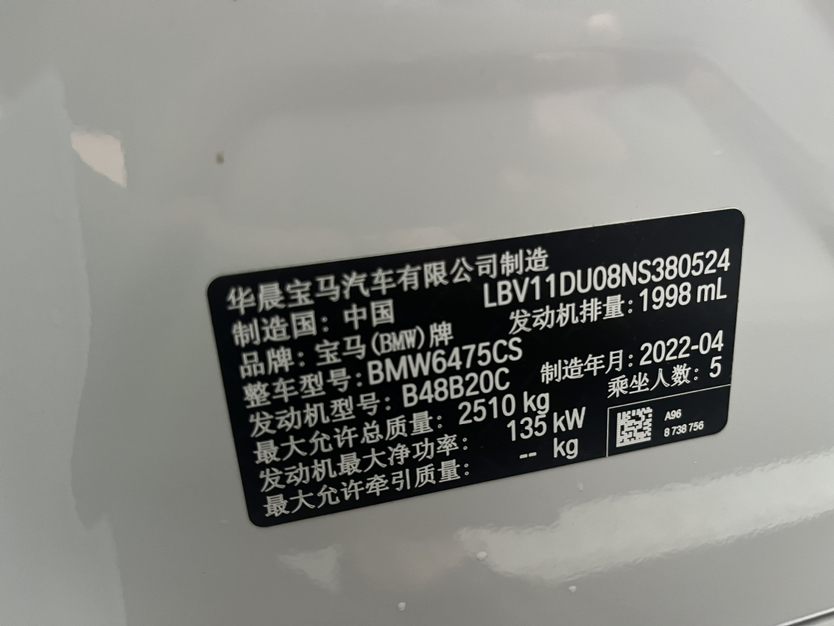 华晨宝马汽车有限公司制造
LBV11DU08NS380524
制造国：中国
发动机排量：1998 mL
品牌：宝马(BMW)牌
整车型号：BMW6475CS
制造年月：2022-04
发动机型号：B48B20C
乘坐人数：5
最大允许总质量：2510 kg
发动机最大净功率：135 kW
最大允许牵引质量：-- kg
A96
8 738 756